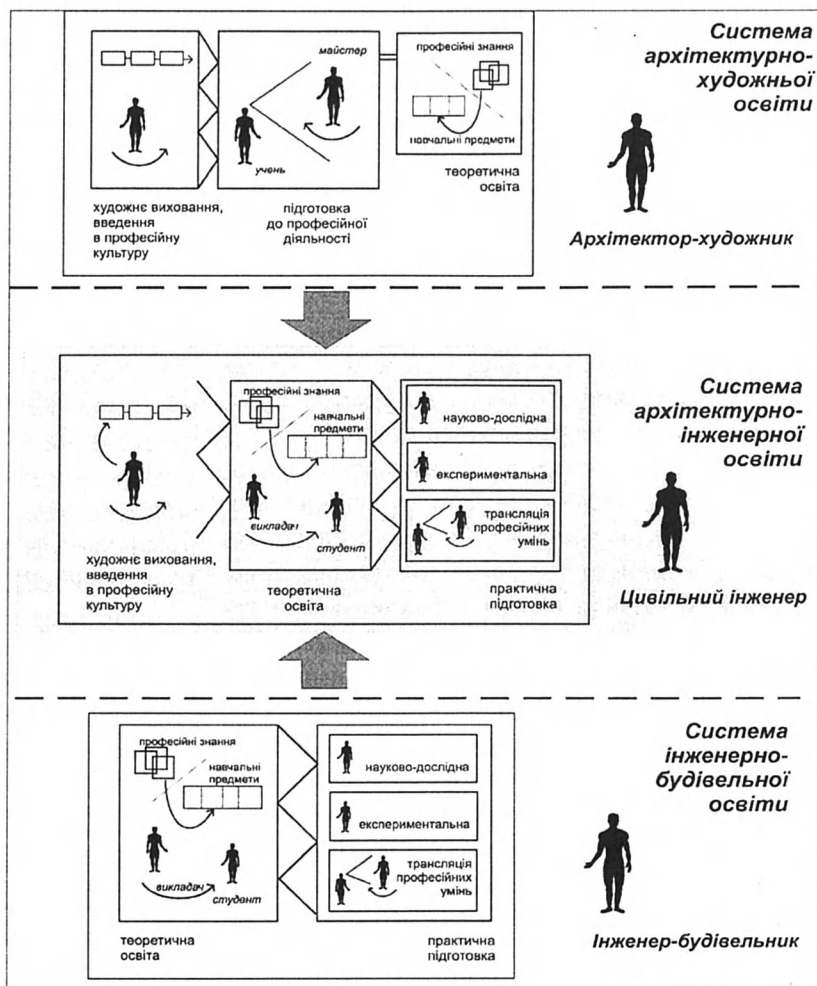 майстер
професійні знання
навчальні предмети
учень
теоретична
освіта
художнє виховання,
введення
в професійну
культуру
підготовка
до професійної
діяльності
Система
архітектурно-
художньої
освіти
Архітектор-художник
професійні знання
навчальні
предмети
викладач
студент
науково-дослідна
експериментальна
трансляція
професійних
умінь
художнє виховання,
введення
в професійну
культуру
теоретична
освіта
практична
підготовка
Система
архітектурно-
інженерної
освіти
Цивільний інженер
професійні знання
навчальні
предмети
викладач
студент
науково-дослідна
експериментальна
трансляція
професійних
умінь
теоретична
освіта
практична
підготовка
Система
інженерно-
будівельної
освіти
Інженер-будівельник